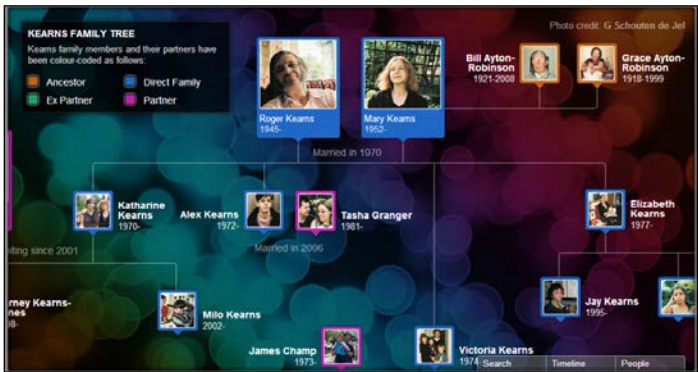 KEARNS FAMILY TREE
Kearns family members and their partners have
been colour-coded as follows:
Ancestor
Direct Family
Ex Partner
Partner
Photo credit: G Schouten de Jel
Roger Kearns
1945-
Mary Kearns
1952-
Bill Ayton-
Robinson
1921-2008
Grace Ayton-
Robinson
1918-1999
Married in 1970
Katharine
Kearns
1970-
Alex Kearns
1972-
Tasha Granger
1981-
Elizabeth
Kearns
1977-
iting since 2001
Married in 2006
rney Kearns-
mes
98-
Milo Kearns
2002-
Jay Kearns
1995-
James Champ
1973-
Victoria Kearns
1974
Search
Timeline
People